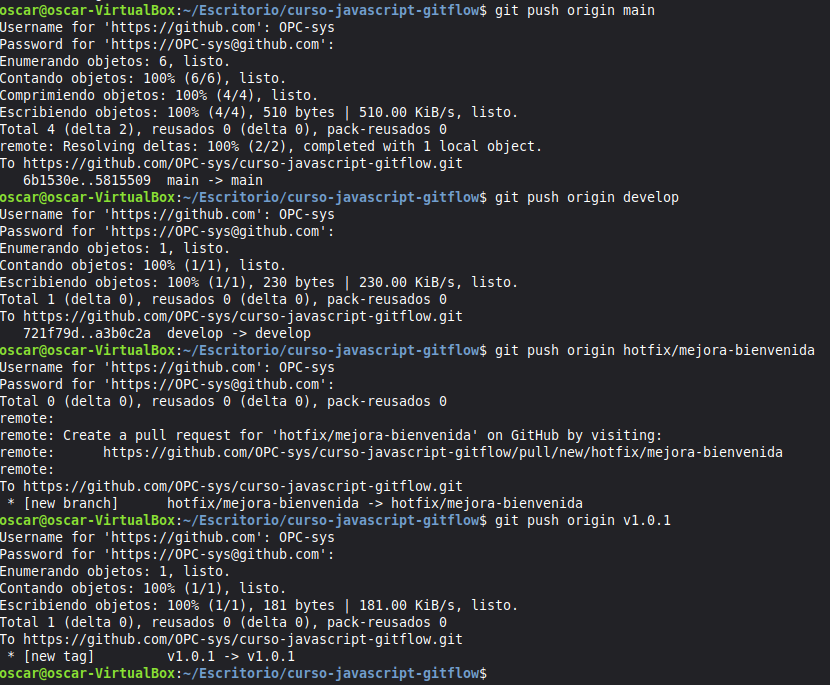 oscar@oscar-VirtualBox:~/Escritorio/curso-javascript-gitflow$ git push origin main
Username for 'https://github.com': OPC-sys
Password for 'https://OPC-sys@github.com':
Enumerando objetos: 6, listo.
Contando objetos: 100% (6/6), listo.
Comprimiendo objetos: 100% (4/4), listo.
Escribiendo objetos: 100% (4/4), 510 bytes | 510.00 KiB/s, listo.
Total 4 (delta 2), reusados 0 (delta 0), pack-reusados 0
remote: Resolving deltas: 100% (2/2), completed with 1 local object.
To https://github.com/OPC-sys/curso-javascript-gitflow.git
   6b1530e..5815509  main -> main
oscar@oscar-VirtualBox:~/Escritorio/curso-javascript-gitflow$ git push origin develop
Username for 'https://github.com': OPC-sys
Password for 'https://OPC-sys@github.com':
Enumerando objetos: 1, listo.
Contando objetos: 100% (1/1), listo.
Escribiendo objetos: 100% (1/1), 230 bytes | 230.00 KiB/s, listo.
Total 1 (delta 0), reusados 0 (delta 0), pack-reusados 0
To https://github.com/OPC-sys/curso-javascript-gitflow.git
   721f79d..a3b0c2a  develop -> develop
oscar@oscar-VirtualBox:~/Escritorio/curso-javascript-gitflow$ git push origin hotfix/mejora-bienvenida
Username for 'https://github.com': OPC-sys
Password for 'https://OPC-sys@github.com':
Total 0 (delta 0), reusados 0 (delta 0), pack-reusados 0
remote:
remote: Create a pull request for 'hotfix/mejora-bienvenida' on GitHub by visiting:
remote:      https://github.com/OPC-sys/curso-javascript-gitflow/pull/new/hotfix/mejora-bienvenida
remote:
To https://github.com/OPC-sys/curso-javascript-gitflow.git
 * [new branch]      hotfix/mejora-bienvenida -> hotfix/mejora-bienvenida
oscar@oscar-VirtualBox:~/Escritorio/curso-javascript-gitflow$ git push origin v1.0.1
Username for 'https://github.com': OPC-sys
Password for 'https://OPC-sys@github.com':
Enumerando objetos: 1, listo.
Contando objetos: 100% (1/1), listo.
Escribiendo objetos: 100% (1/1), 181 bytes | 181.00 KiB/s, listo.
Total 1 (delta 0), reusados 0 (delta 0), pack-reusados 0
To https://github.com/OPC-sys/curso-javascript-gitflow.git
 * [new tag]         v1.0.1 -> v1.0.1
oscar@oscar-VirtualBox:~/Escritorio/curso-javascript-gitflow$